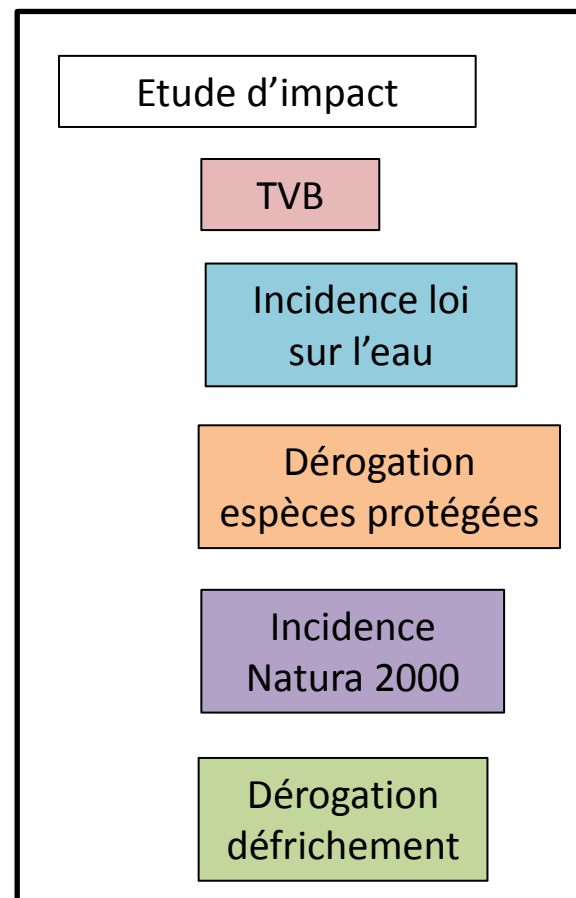 Etude d’impact
TVB
Incidence loi
sur l’eau
Dérogation
espèces protégées
Incidence
Natura 2000
Dérogation
défrichement